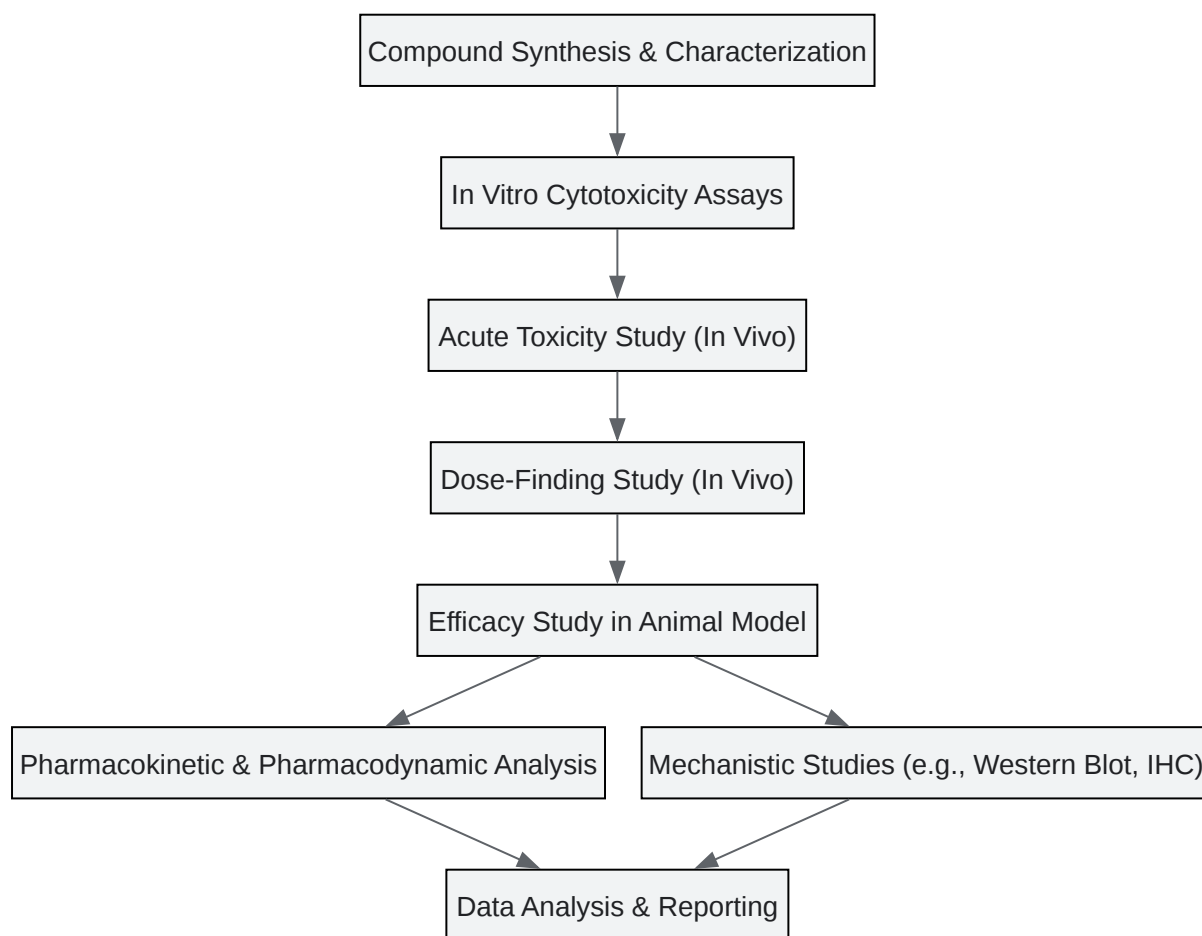 Compound Synthesis & Characterization
In Vitro Cytotoxicity Assays
Acute Toxicity Study (In Vivo)
Dose-Finding Study (In Vivo)
Efficacy Study in Animal Model
Pharmacokinetic & Pharmacodynamic Analysis
Mechanistic Studies (e.g., Western Blot, IHC)
Data Analysis & Reporting